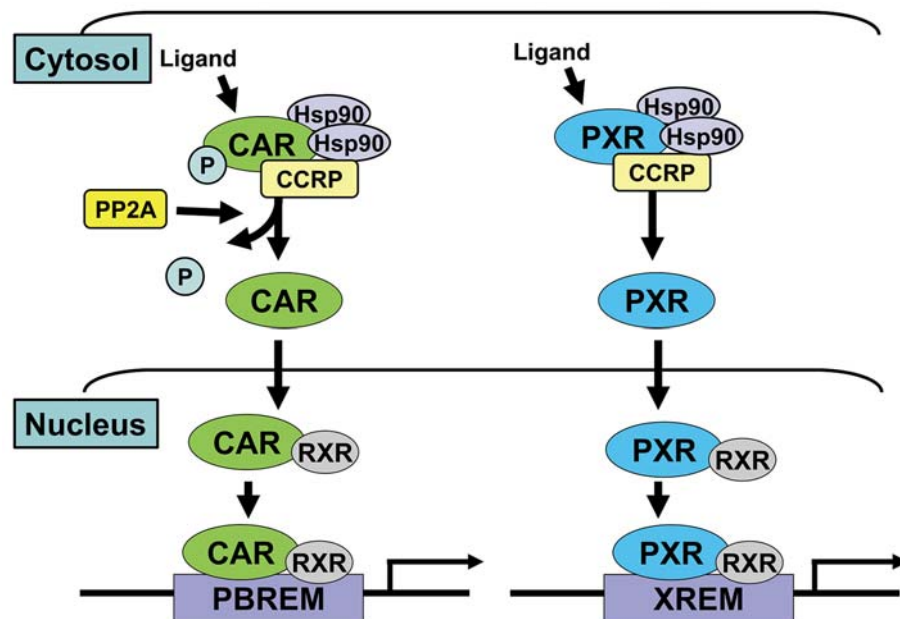 Cytosol
Ligand
Hsp90
CAR
Hsp90
P
CCRP
PP2A
P
CAR
Ligand
Hsp90
PXR
Hsp90
CCRP
PXR
Nucleus
CAR
RXR
CAR
RXR
PBREM
PXR
RXR
PXR
RXR
XREM